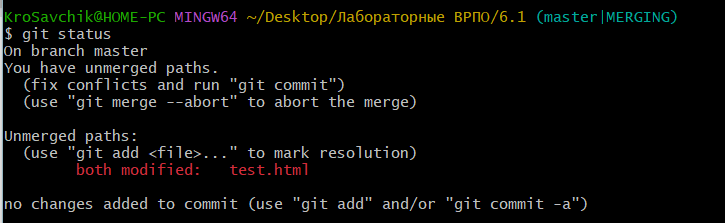 KroSavchik@HOME-PC MINGW64 ~/Desktop/Лабораторные ВРПО/6.1 (master|MERGING)
$ git status
On branch master
You have unmerged paths.
  (fix conflicts and run "git commit")
  (use "git merge --abort" to abort the merge)

Unmerged paths:
  (use "git add <file>..." to mark resolution)
        both modified:   test.html

no changes added to commit (use "git add" and/or "git commit -a")